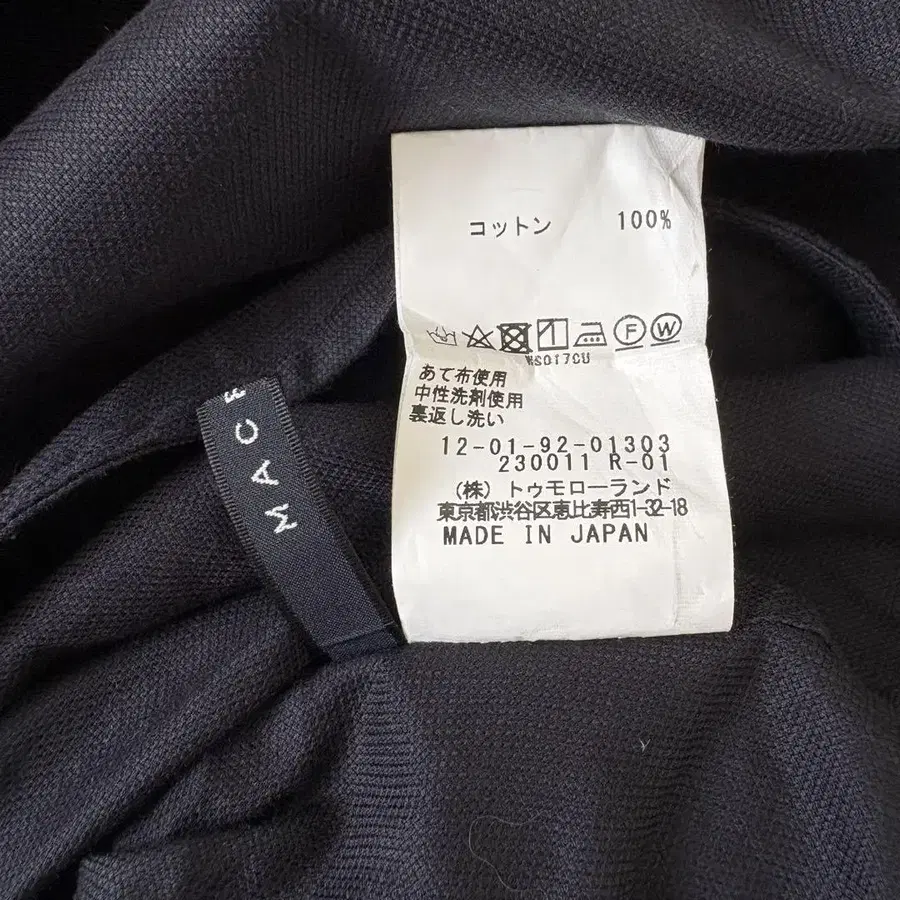 コットン 100%
F W
WS017CU
あて布使用
中性洗剤使用
裏返し洗い
12-01-92-01303
230011 R-01
(株) トゥモローランド
東京都渋谷区恵比寿西1-32-18
MADE IN JAPAN
MAC